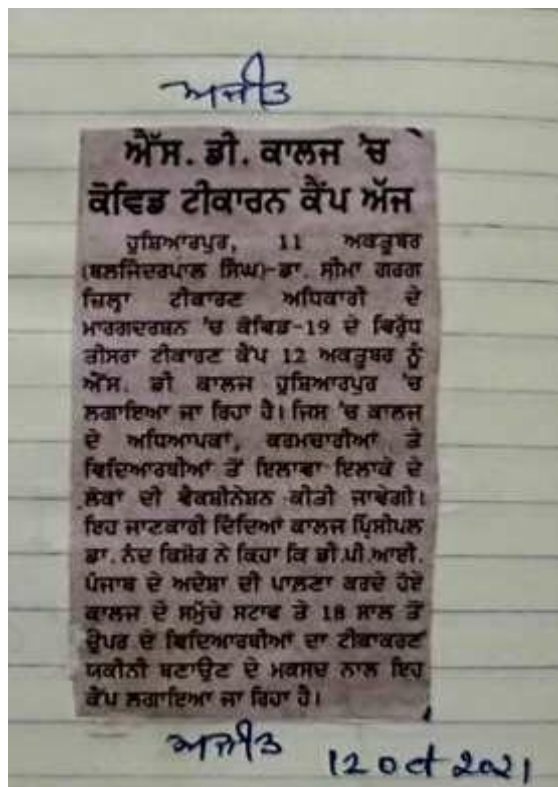 ਅਜੀਤ
ਐੱਸ. ਡੀ. ਕਾਲਜ 'ਚ
ਕੋਵਿਡ ਟੀਕਾਰਨ ਕੈਂਪ ਅੱਜ
ਹੁਸ਼ਿਆਰਪੁਰ, 11 ਅਕਤੂਬਰ
(ਬਲਜਿੰਦਰਪਾਲ ਸਿੰਘ)-ਡਾ. ਸੀਮਾ ਗਰਗ
ਜ਼ਿਲ੍ਹਾ ਟੀਕਾਰਣ ਅਧਿਕਾਰੀ ਦੇ
ਮਾਰਗਦਰਸ਼ਨ 'ਚ ਕੋਵਿਡ-19 ਦੇ ਵਿਰੁੱਧ
ਤੀਸਰਾ ਟੀਕਾਰਣ ਕੈਂਪ 12 ਅਕਤੂਬਰ ਨੂੰ
ਐੱਸ. ਡੀ ਕਾਲਜ ਹੁਸ਼ਿਆਰਪੁਰ 'ਚ
ਲਗਾਇਆ ਜਾ ਰਿਹਾ ਹੈ। ਜਿਸ 'ਚ ਕਾਲਜ
ਦੇ ਅਧਿਆਪਕਾਂ, ਕਰਮਚਾਰੀਆਂ ਤੇ
ਵਿਦਿਆਰਥੀਆਂ ਤੋਂ ਇਲਾਵਾ ਇਲਾਕੇ ਦੇ
ਲੋਕਾਂ ਦੀ ਵੈਕਸੀਨੇਸ਼ਨ ਕੀਤੀ ਜਾਵੇਗੀ।
ਇਹ ਜਾਣਕਾਰੀ ਦਿੰਦਿਆਂ ਕਾਲਜ ਪ੍ਰਿੰਸੀਪਲ
ਡਾ. ਨੰਦ ਕਿਸ਼ੋਰ ਨੇ ਕਿਹਾ ਕਿ ਡੀ.ਪੀ.ਆਈ.
ਪੰਜਾਬ ਦੇ ਅਦੇਸ਼ਾਂ ਦੀ ਪਾਲਣਾ ਕਰਦੇ ਹੋਏ
ਕਾਲਜ ਦੇ ਸਮੁੱਚੇ ਸਟਾਫ ਤੇ 18 ਸਾਲ ਤੋਂ
ਉਪਰ ਦੇ ਵਿਦਿਆਰਥੀਆਂ ਦਾ ਟੀਕਾਕਰਣ
ਯਕੀਨੀ ਬਣਾਉਣ ਦੇ ਮਕਸਦ ਨਾਲ ਇਹ
ਕੈਂਪ ਲਗਾਇਆ ਜਾ ਰਿਹਾ ਹੈ।
ਅਜੀਤ
12 Oct 2021